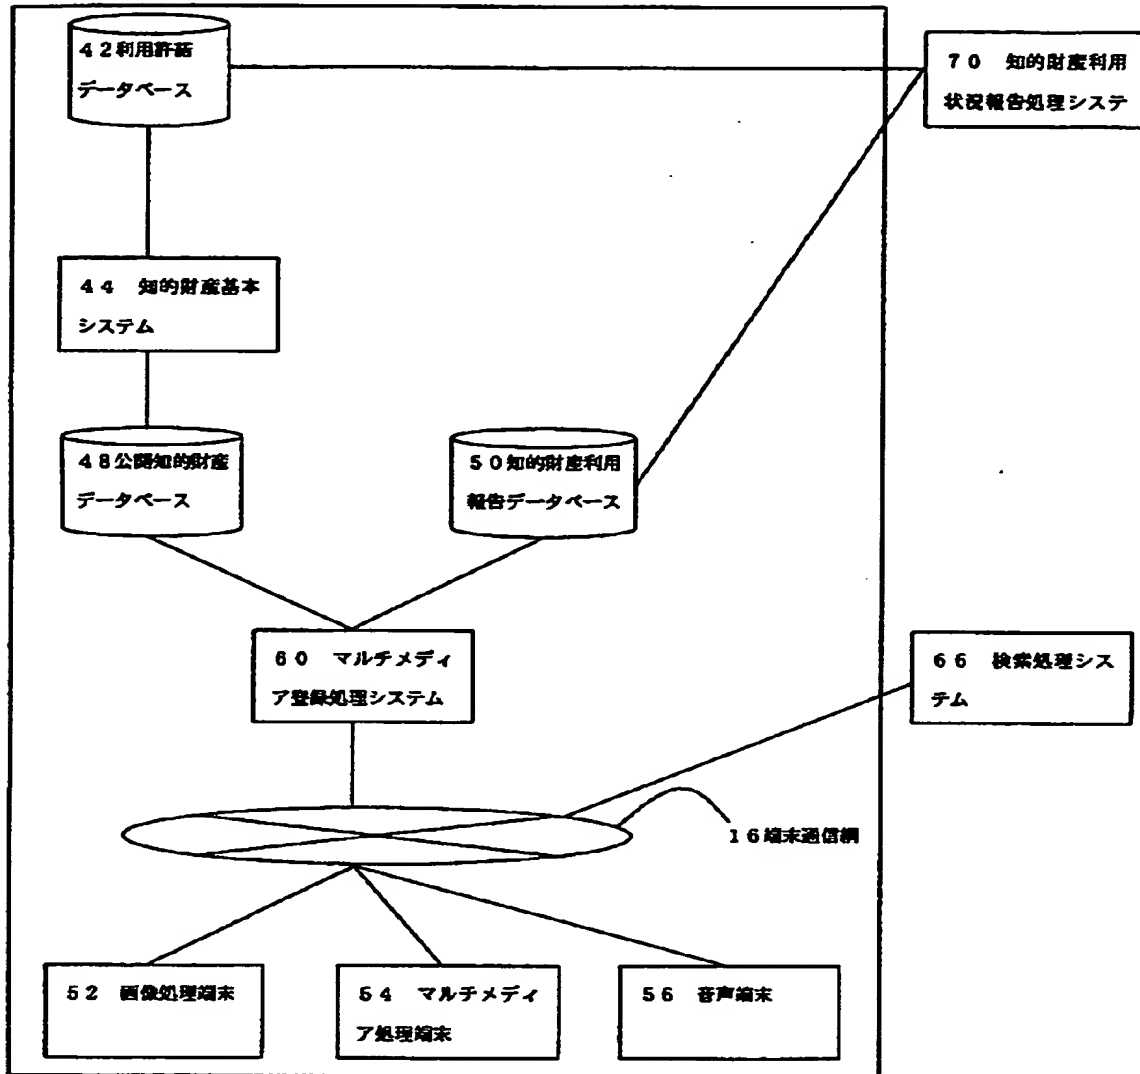 42利用許諾
データベース
70 知的財産利用
状況報告処理システ
44 知的財産基本
システム
48公開知的財産
データベース
50知的財産利用
報告データベース
60 マルチメディ
ア登録処理システム
66 検索処理シス
テム
16端末通信網
52 画像処理端末
54 マルチメディ
ア処理端末
56 音声端末